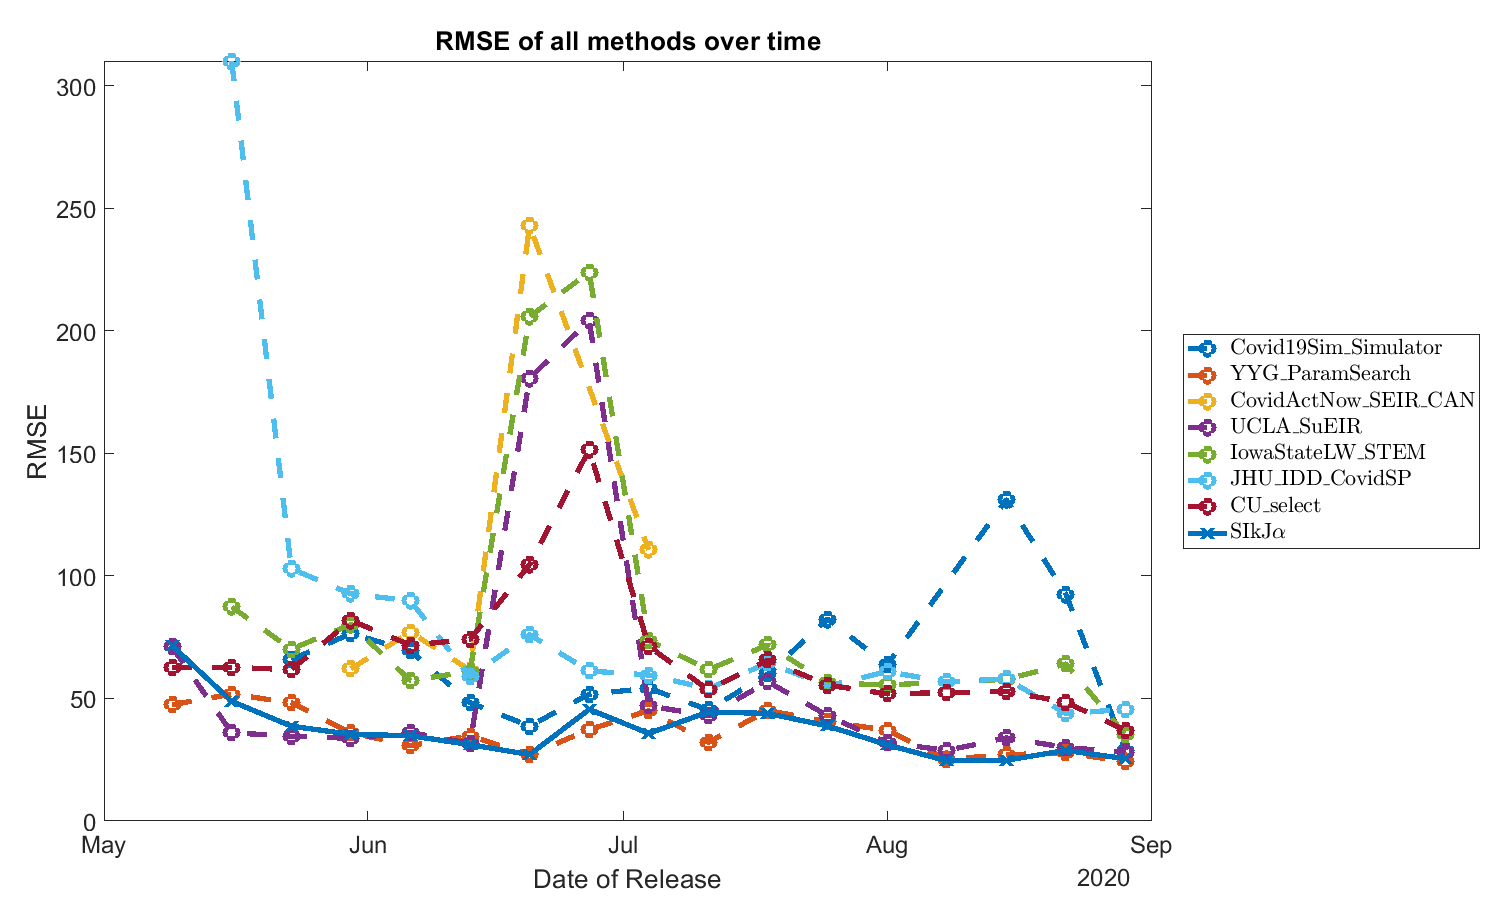 RMSE of all methods over time
300
250
200
150
100
50
0
RMSE
May Jun Jul Aug Sep
Date of Release
2020
Covid19Sim_Simulator
YYG_ParamSearch
CovidActNow_SEIR_CAN
UCLA_SuEIR
IowaStateLW_STEM
JHU_IDD_CovidSP
CU_select
SIkJα